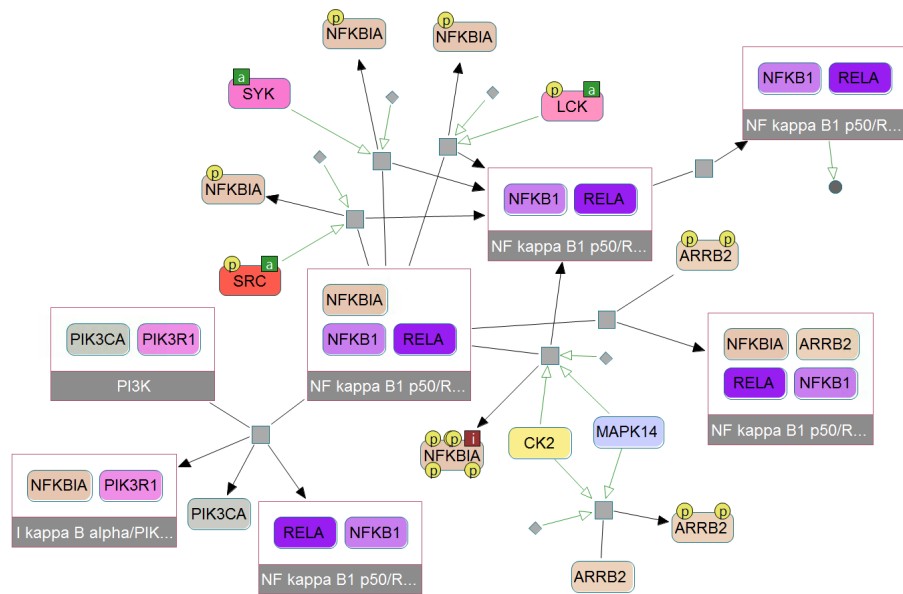 p
NFKBIA
p
NFKBIA
a
SYK
p
a
LCK
NFKB1
RELA
NF kappa B1 p50/R...
p
NFKBIA
NFKB1
RELA
NF kappa B1 p50/R...
p
p
ARRB2
p
a
SRC
NFKBIA
NFKB1
RELA
NF kappa B1 p50/R...
PIK3CA
PIK3R1
PI3K
NFKBIA
ARRB2
RELA
NFKB1
NF kappa B1 p50/R...
p
p
i
NFKBIA
p
p
CK2
MAPK14
NFKBIA
PIK3R1
I kappa B alpha/PIK...
PIK3CA
RELA
NFKB1
NF kappa B1 p50/R...
p
p
ARRB2
ARRB2